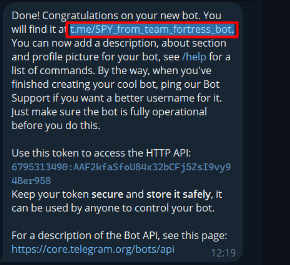 Done! Congratulations on your new bot. You
will find it at t.me/SPY_from_team_fortress_bot.
You can now add a description, about section
and profile picture for your bot, see /help for a
list of commands. By the way, when you've
finished creating your cool bot, ping our Bot
Support if you want a better username for it.
Just make sure the bot is fully operational
before you do this.
Use this token to access the HTTP API:
Keep your token secure and store it safely, it
can be used by anyone to control your bot.
For a description of the Bot API, see this page:
https://core.telegram.org/bots/api
12:19